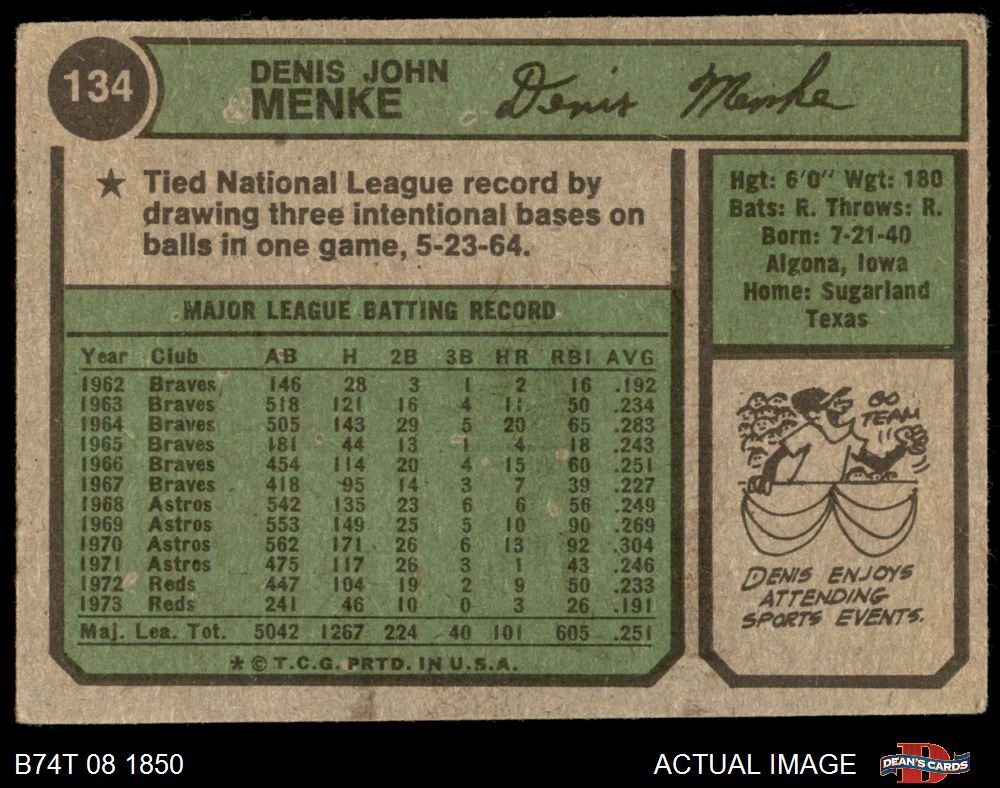 134
DENIS JOHN
MENKE
Denis Menke
★ Tied National League record by
drawing three intentional bases on
balls in one game, 5-23-64.
MAJOR LEAGUE BATTING RECORD
Year Club AB H 2B 3B HR RBI AVG
1962 Braves 146 28 3 1 2 16 .192
1963 Braves 518 121 16 4 11 50 .234
1964 Braves 505 143 29 5 20 65 .283
1965 Braves 181 44 13 1 4 18 .243
1966 Braves 454 114 20 4 15 60 .251
1967 Braves 418 95 14 3 7 39 .227
1968 Astros 542 135 23 6 6 56 .249
1969 Astros 553 149 25 5 10 90 .269
1970 Astros 562 171 26 6 13 92 .304
1971 Astros 475 117 26 3 1 43 .246
1972 Reds 447 104 19 2 9 50 .233
1973 Reds 241 46 10 0 3 26 .191
Maj. Lea. Tot. 5042 1267 224 40 101 605 .251
* © T.C.G. PRTD. IN U.S.A.
Hgt: 6'0" Wgt: 180
Bats: R. Throws: R.
Born: 7-21-40
Algona, Iowa
Home: Sugarland
Texas
GO
TEAM
DENIS ENJOYS
ATTENDING
SPORTS EVENTS.
B74T 08 1850
ACTUAL IMAGE
D
DEAN'S CARDS